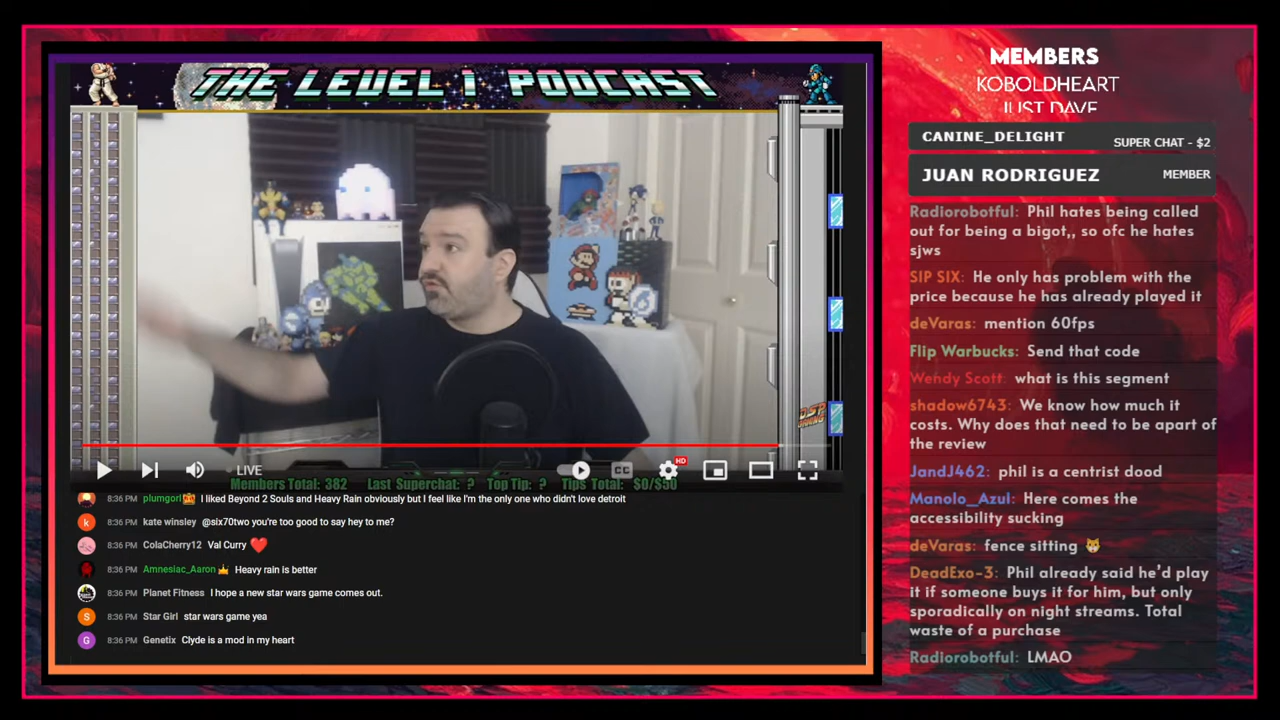 THE LEVEL 1 PODCAST
LIVE
CC
HD
Members Total: 382 Last Superchat: ? Top Tip: ? Tips Total: $0/$50
8:36 PM plumgorl I liked Beyond 2 Souls and Heavy Rain obviously but I feel like I'm the only one who didn't love detroit
k 8:36 PM kate winsley @six70two you're too good to say hey to me?
8:36 PM ColaCherry12 Val Curry
8:36 PM Amnesiac_Aaron Heavy rain is better
8:36 PM Planet Fitness I hope a new star wars game comes out.
S 8:36 PM Star Girl star wars game yea
G 8:36 PM Genetix Clyde is a mod in my heart
MEMBERS
KOBOLDHEART
JUST DAVE
CANINE_DELIGHT SUPER CHAT - $2
JUAN RODRIGUEZ MEMBER
Radiorobotful: Phil hates being called
out for being a bigot,, so ofc he hates
sjws
SIP SIX: He only has problem with the
price because he has already played it
deVaras: mention 60fps
Flip Warbucks: Send that code
Wendy Scott: what is this segment
shadow6743: We know how much it
costs. Why does that need to be apart of
the review
JandJ462: phil is a centrist dood
Manolo_Azul: Here comes the
accessibility sucking
deVaras: fence sitting
DeadExo-3: Phil already said he'd play
it if someone buys it for him, but only
sporadically on night streams. Total
waste of a purchase
Radiorobotful: LMAO